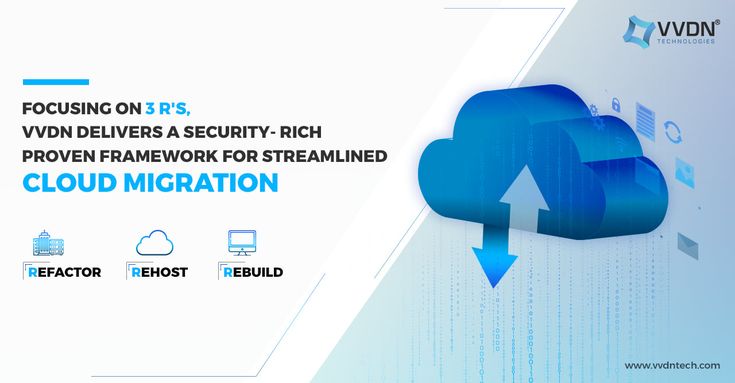 VVDN®
TECHNOLOGIES
FOCUSING ON 3 R'S,
VVDN DELIVERS A SECURITY- RICH
PROVEN FRAMEWORK FOR STREAMLINED
CLOUD MIGRATION
REFACTOR REHOST REBUILD
www.vvdntech.com